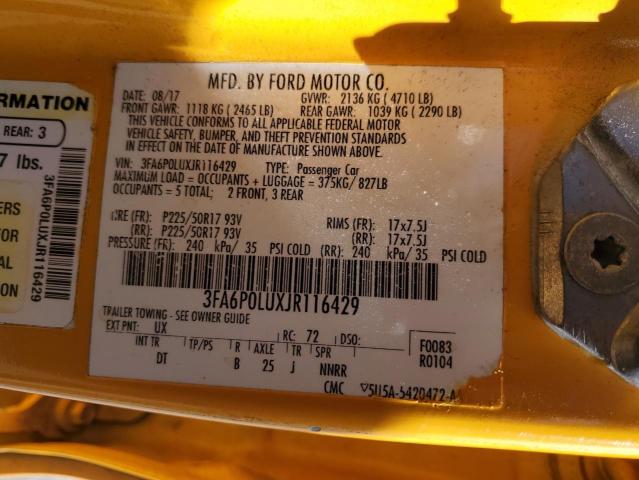 MFD. BY FORD MOTOR CO.
DATE: 08/17 GVWR: 2136 KG (4710 LB)
FRONT GAWR: 1118 KG (2465 LB) REAR GAWR: 1039 KG (2290 LB)
THIS VEHICLE CONFORMS TO ALL APPLICABLE FEDERAL MOTOR
VEHICLE SAFETY, BUMPER, AND THEFT PREVENTION STANDARDS
IN EFFECT ON THE DATE OF MANUFACTURE SHOWN ABOVE.
VIN: 3FA6P0LUXJR116429 TYPE: Passenger Car
MAXIMUM LOAD = OCCUPANTS + LUGGAGE = 375KG/827LB
OCCUPANTS = 5 TOTAL; 2 FRONT, 3 REAR
(FR): P225/50R17 93V RIMS (FR): 17x7.5J
(RR): P225/50R17 93V (RR): 17x7.5J
PRESSURE (FR): 240 kPa/ 35 PSI COLD (RR): 240 kPa/ 35 PSI COLD
3FA6P0LUXJR116429
TRAILER TOWING - SEE OWNER GUIDE
EXT PNT: UX RC: 72 DSO: F0083
R0104
INT TR TP/PS R AXLE TR SPR
DT B 25 J NNRR
CMC ▽5U5A-5420472-A
ORMATION
REAR: 3
7 lbs.
ERS
TOR
AL
TION
3FA6P0LUXJR116429